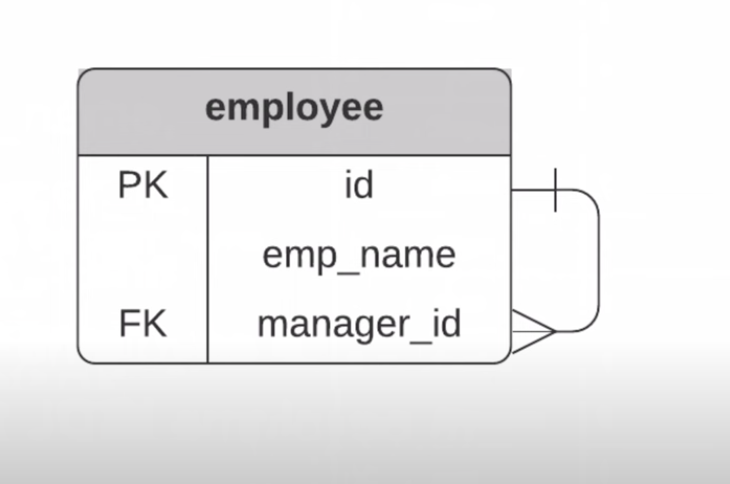 employee
PK id
emp_name
FK manager_id